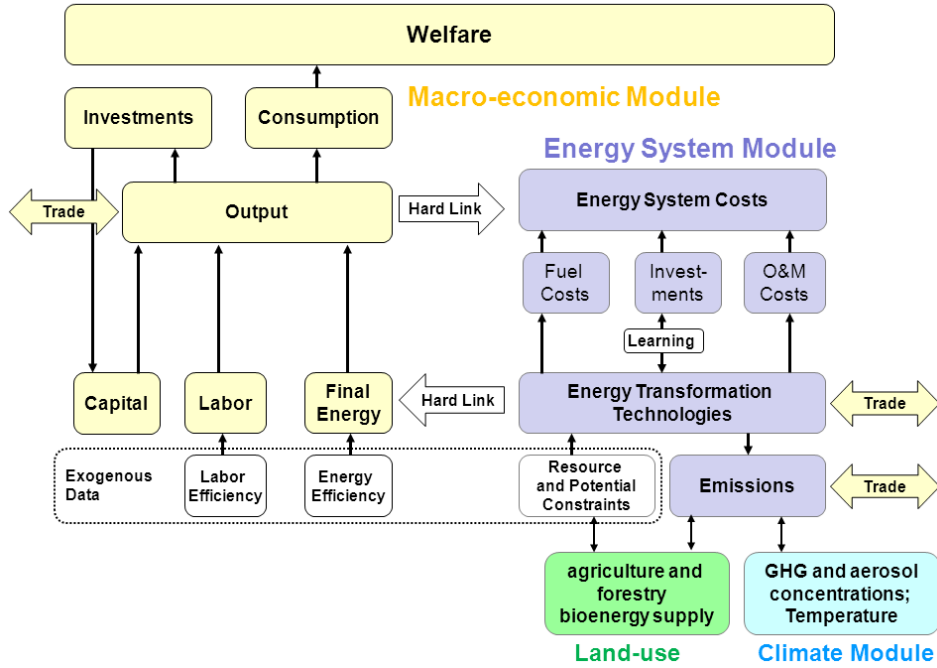 Welfare
Macro-economic Module
Investments
Consumption
Energy System Module
Trade
Output
Hard Link
Energy System Costs
Fuel
Costs
Invest-
ments
O&M
Costs
Learning
Capital
Labor
Final
Energy
Hard Link
Energy Transformation
Technologies
Trade
Exogenous
Data
Labor
Efficiency
Energy
Efficiency
Resource
and Potential
Constraints
Emissions
Trade
agriculture and
forestry
bioenergy supply
GHG and aerosol
concentrations;
Temperature
Land-use
Climate Module